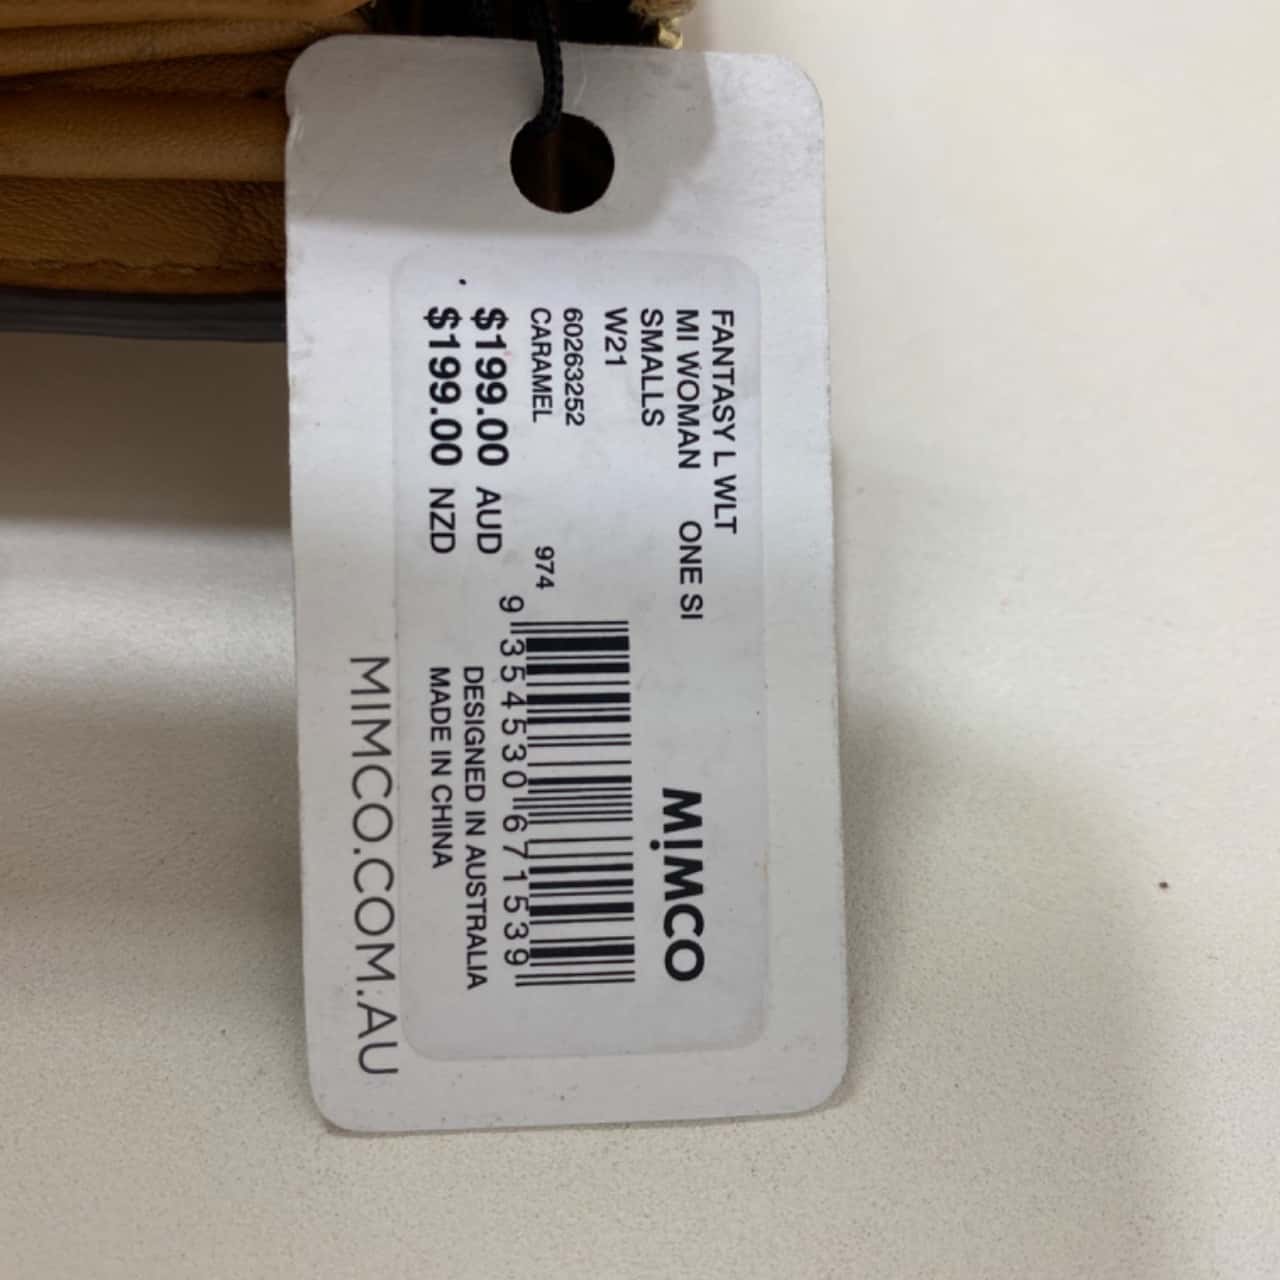 FANTASY L WLT
MI WOMAN ONE SI
SMALLS
W21
MIMCO
60263252
CARAMEL 974
9 354530 671539
$199.00 AUD
$199.00 NZD
DESIGNED IN AUSTRALIA
MADE IN CHINA
MIMCO.COM.AU